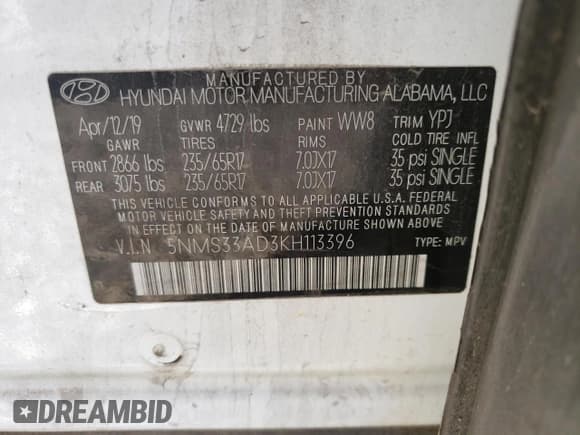 MANUFACTURED BY
HYUNDAI MOTOR MANUFACTURING ALABAMA, LLC
Apr/12/19 GVWR 4729 lbs PAINT WW8 TRIM YPJ
GAWR TIRES RIMS COLD TIRE INFL
FRONT 2866 lbs 235/65R17 7.0JX17 35 psi SINGLE
REAR 3075 lbs 235/65R17 7.0JX17 35 psi SINGLE
THIS VEHICLE CONFORMS TO ALL APPLICABLE U.S.A. FEDERAL
MOTOR VEHICLE SAFETY AND THEFT PREVENTION STANDARDS
IN EFFECT ON THE DATE OF MANUFACTURE SHOWN ABOVE.
V.I.N 5NMS33AD3KH113396 TYPE: MPV
DREAMBID